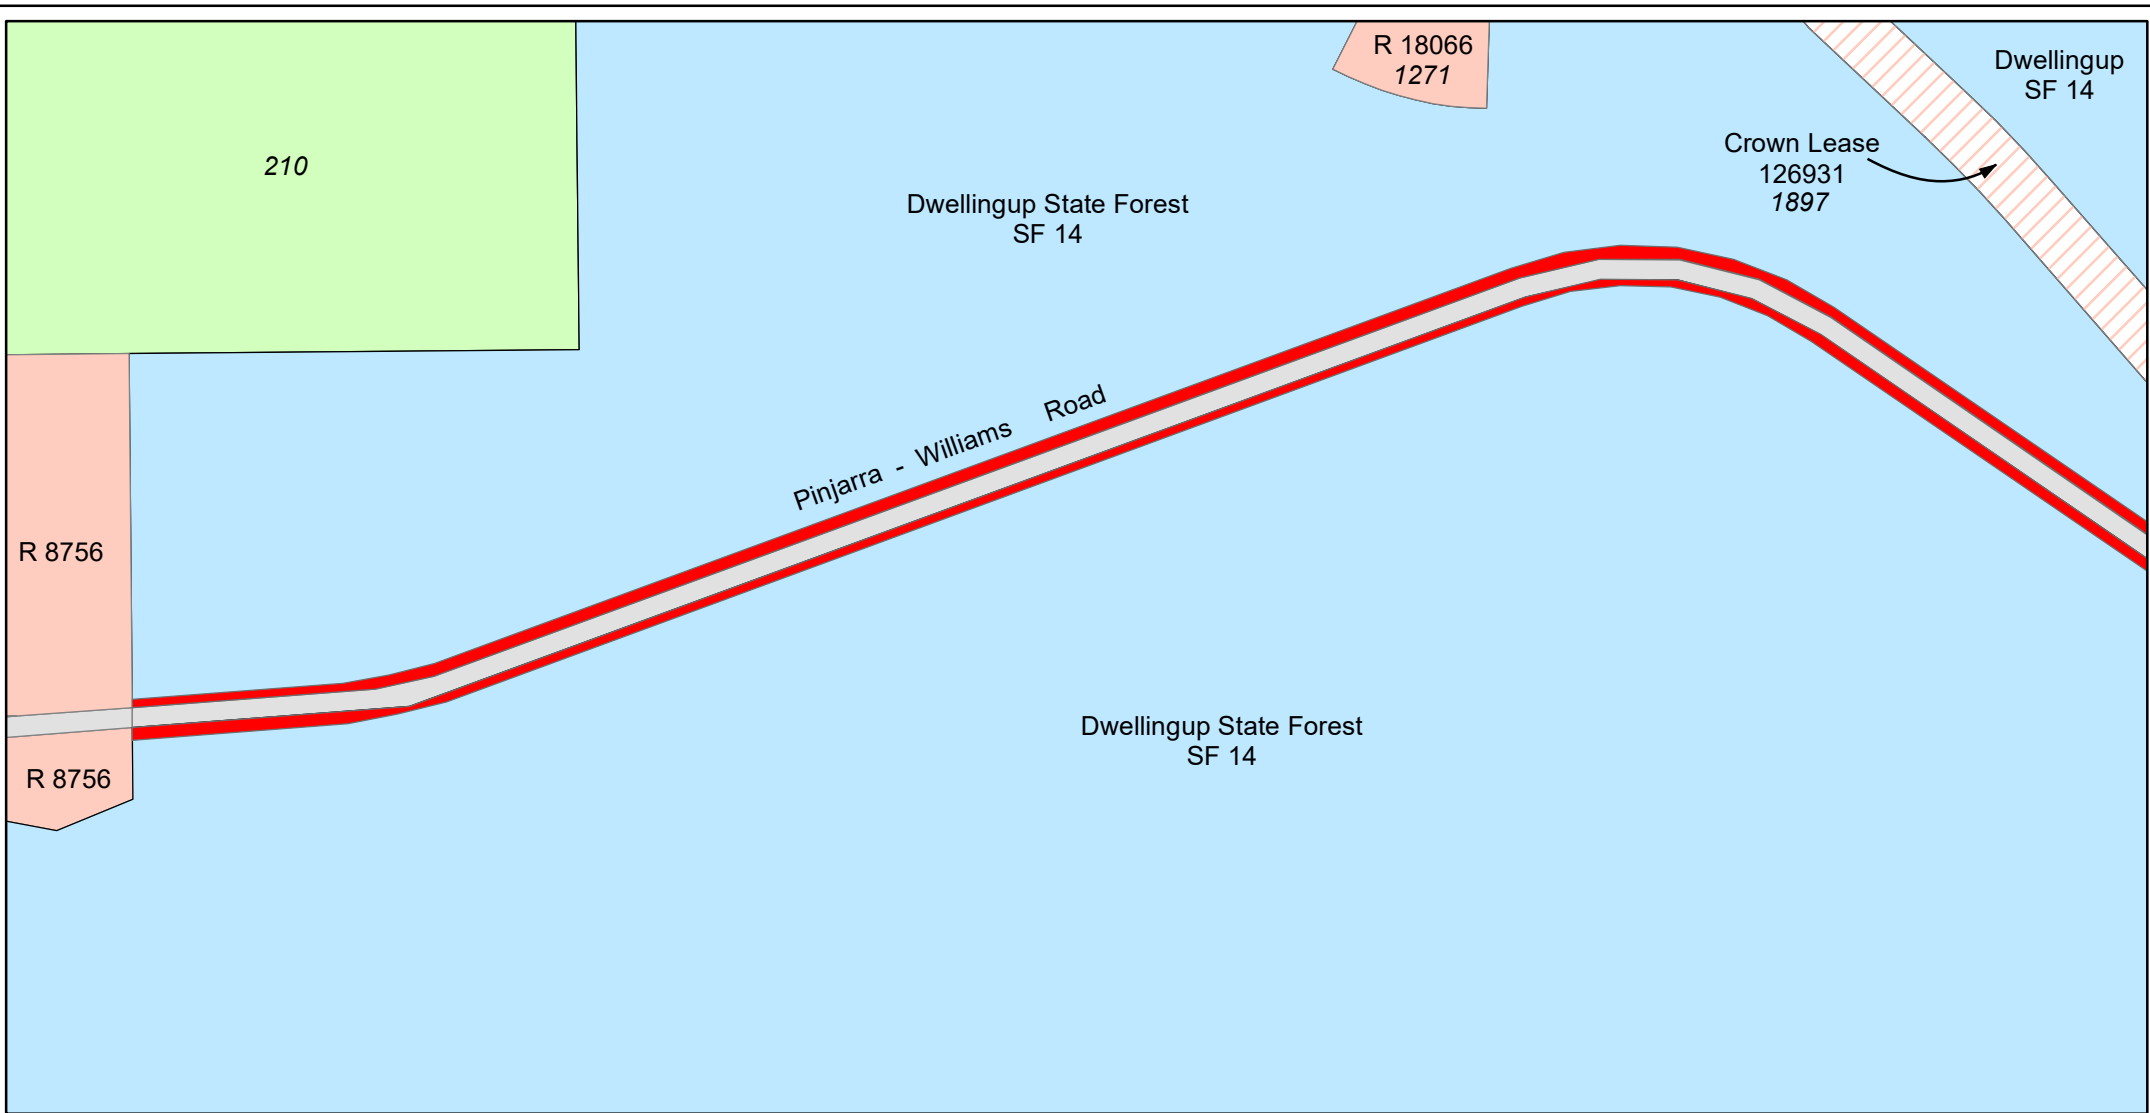 R 18066
1271
Dwellingup
SF 14
Crown Lease
126931
1897
210
Dwellingup State Forest
SF 14
Pinjarra - Williams Road
R 8756
Dwellingup State Forest
SF 14
R 8756